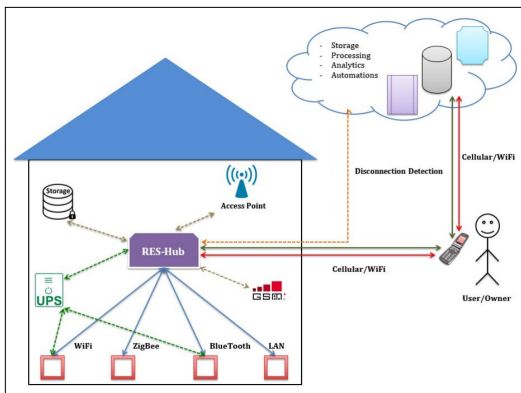 - Storage
- Processing
- Analytics
- Automations
Disconnection Detection
Cellular/WiFi
Storage
Access Point
RES-Hub
Cellular/WiFi
UPS
GSM
User/Owner
WiFi
ZigBee
BlueTooth
LAN